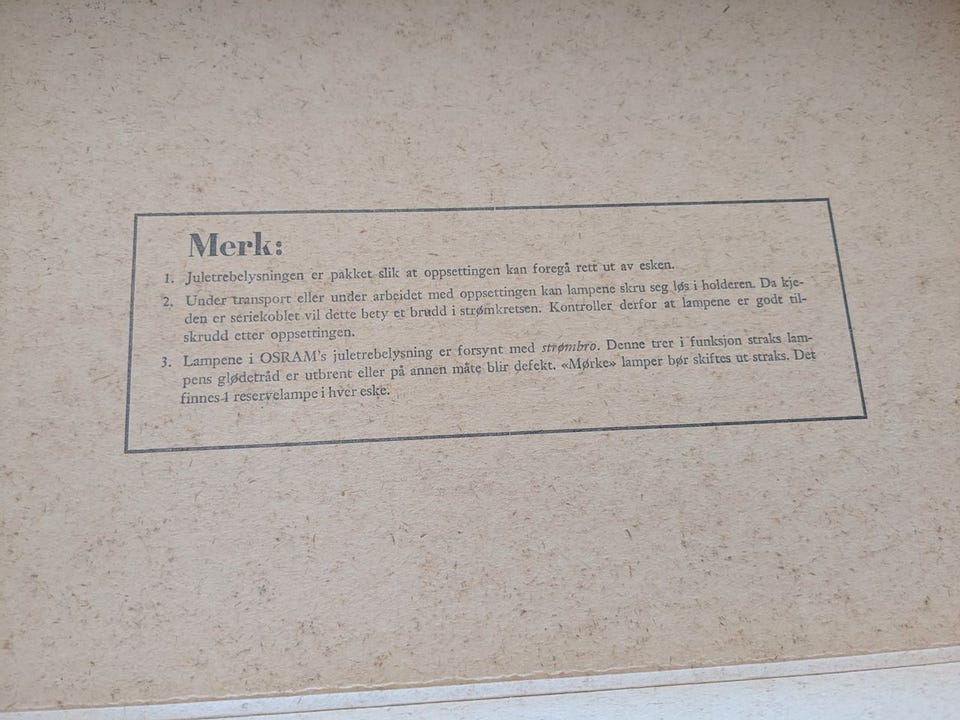 Merk:
1. Juletrebelysningen er pakket slik at oppsettingen kan foregå rett ut av esken.
2. Under transport eller under arbeidet med oppsettingen kan lampene skru seg løs i holderen. Da kje-
den er seriekoblet vil dette bety et brudd i strømkretsen. Kontroller derfor at lampene er godt til-
skrudd etter oppsettingen.
3. Lampene i OSRAM's juletrebelysning er forsynt med strømbro. Denne trer i funksjon straks lam-
pens glødetråd er utbrent eller på annen måte blir defekt. «Mørke» lamper bør skiftes ut straks. Det
finnes 1 reservelampe i hver eske.